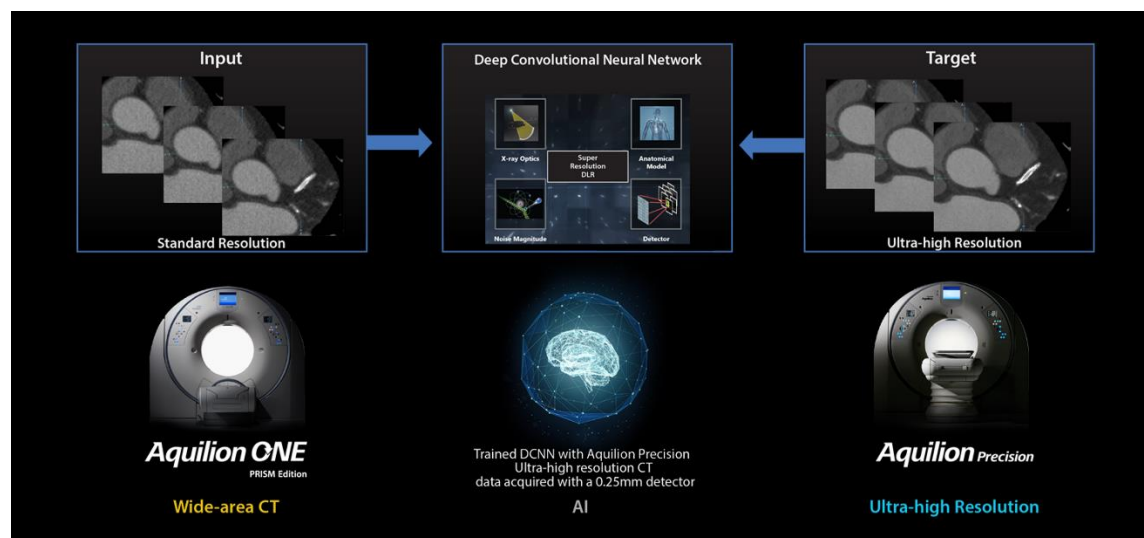 Input
Standard Resolution
Deep Convolutional Neural Network
X-ray Optics
Super
Resolution
DLR
Anatomical
Model
Noise Magnitude
Detector
Target
Ultra-high Resolution
Aquilion ONE
PRISM Edition
Wide-area CT
Trained DCNN with Aquilion Precision
Ultra-high resolution CT
data acquired with a 0.25mm detector
AI
Aquilion Precision
Ultra-high Resolution